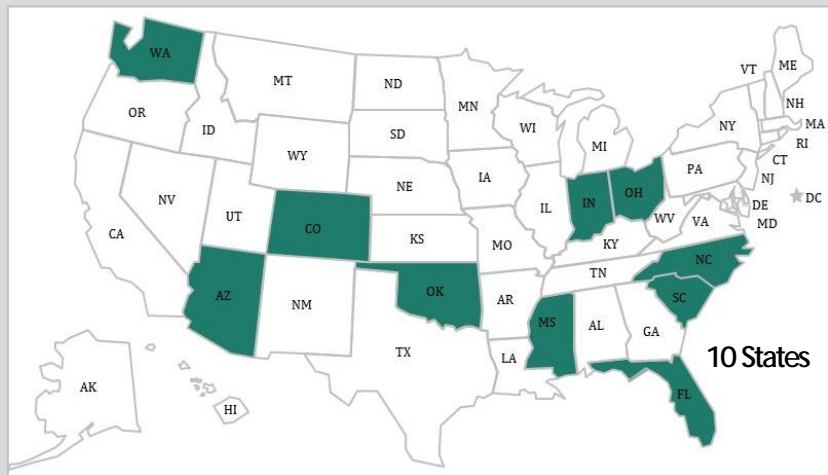 WA
MT
ND
MN
VT
ME
OR
ID
SD
WI
MI
NY
NH
MA
RI
WY
CT
IA
PA
NJ
NE
NV
UT
CO
IL
IN
OH
DE
DC
WV
VA
MD
CA
KS
MO
KY
NC
TN
AZ
NM
OK
AR
SC
MS
AL
GA
TX
LA
10 States
AK
HI
FL